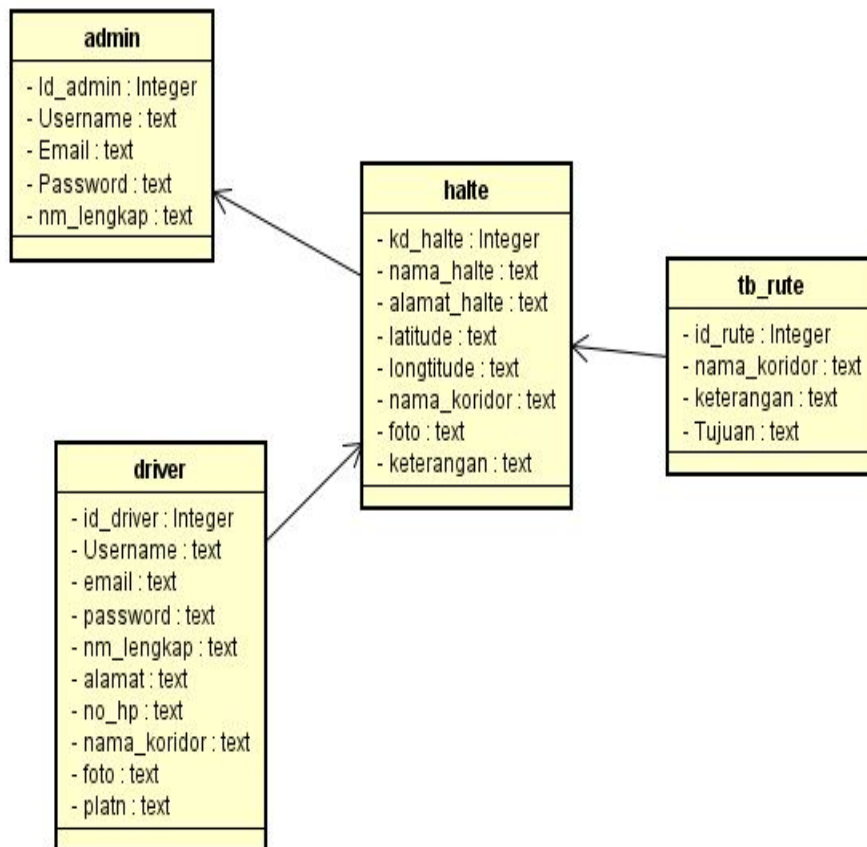 admin
- Id_admin : Integer
- Username : text
- Email : text
- Password : text
- nm_lengkap : text
halte
- kd_halte : Integer
- nama_halte : text
- alamat_halte : text
- latitude : text
- longtitude : text
- nama_koridor : text
- foto : text
- keterangan : text
tb_rute
- id_rute : Integer
- nama_koridor : text
- keterangan : text
- Tujuan : text
driver
- id_driver : Integer
- Username : text
- email : text
- password : text
- nm_lengkap : text
- alamat : text
- no_hp : text
- nama_koridor : text
- foto : text
- platn : text